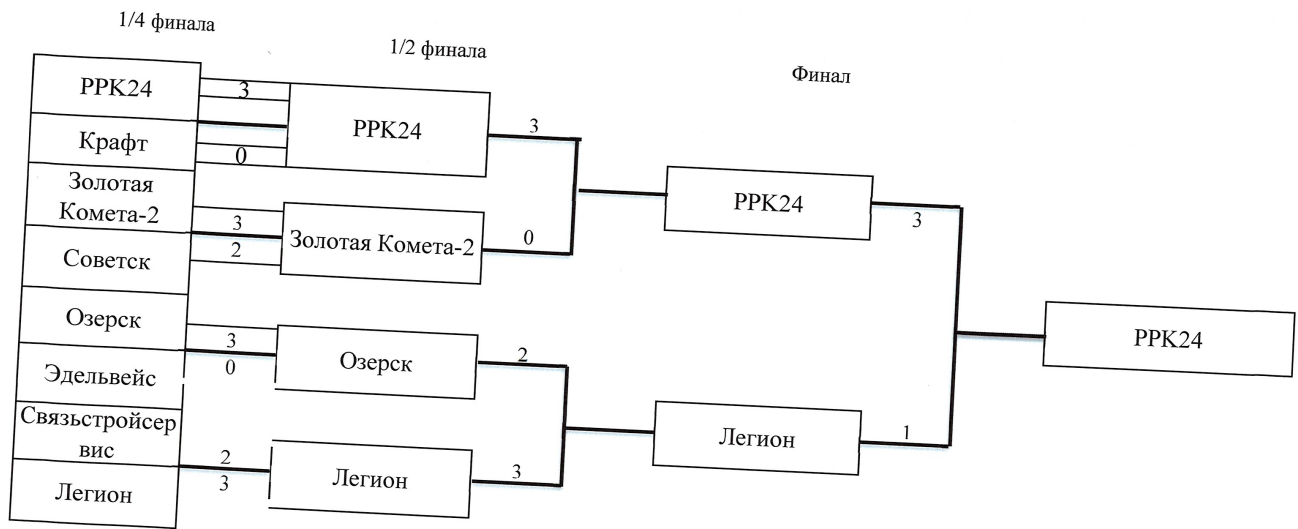 1/4 финала
1/2 финала
Финал
РРК24
3
Крафт
0
РРК24
3
Золотая
Комета-2
3
Советск
2
Золотая Комета-2
0
РРК24
3
Озерск
3
Эдельвейс
0
Озерск
2
Связьстройсер
вис
2
Легион
3
Легион
3
Легион
1
РРК24